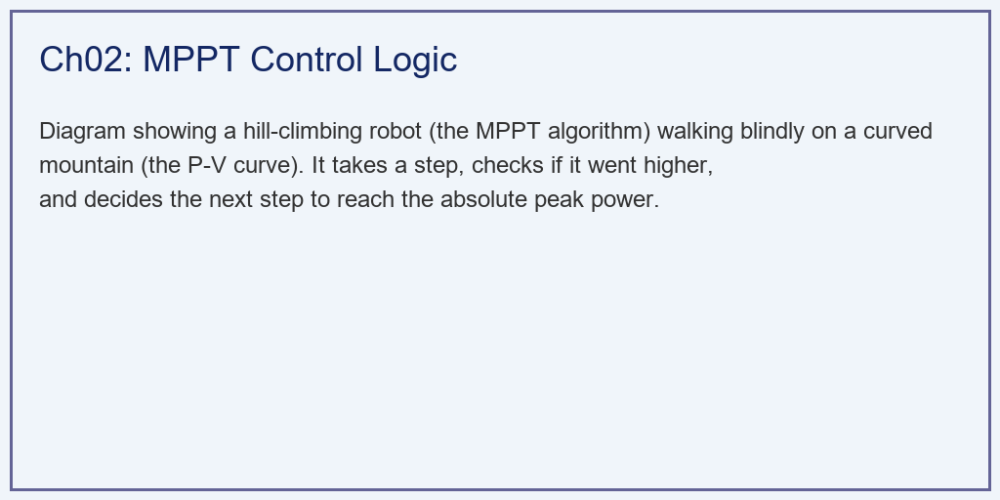 Ch02: MPPT Control Logic
Diagram showing a hill-climbing robot (the MPPT algorithm) walking blindly on a curved
mountain (the P-V curve). It takes a step, checks if it went higher,
and decides the next step to reach the absolute peak power.